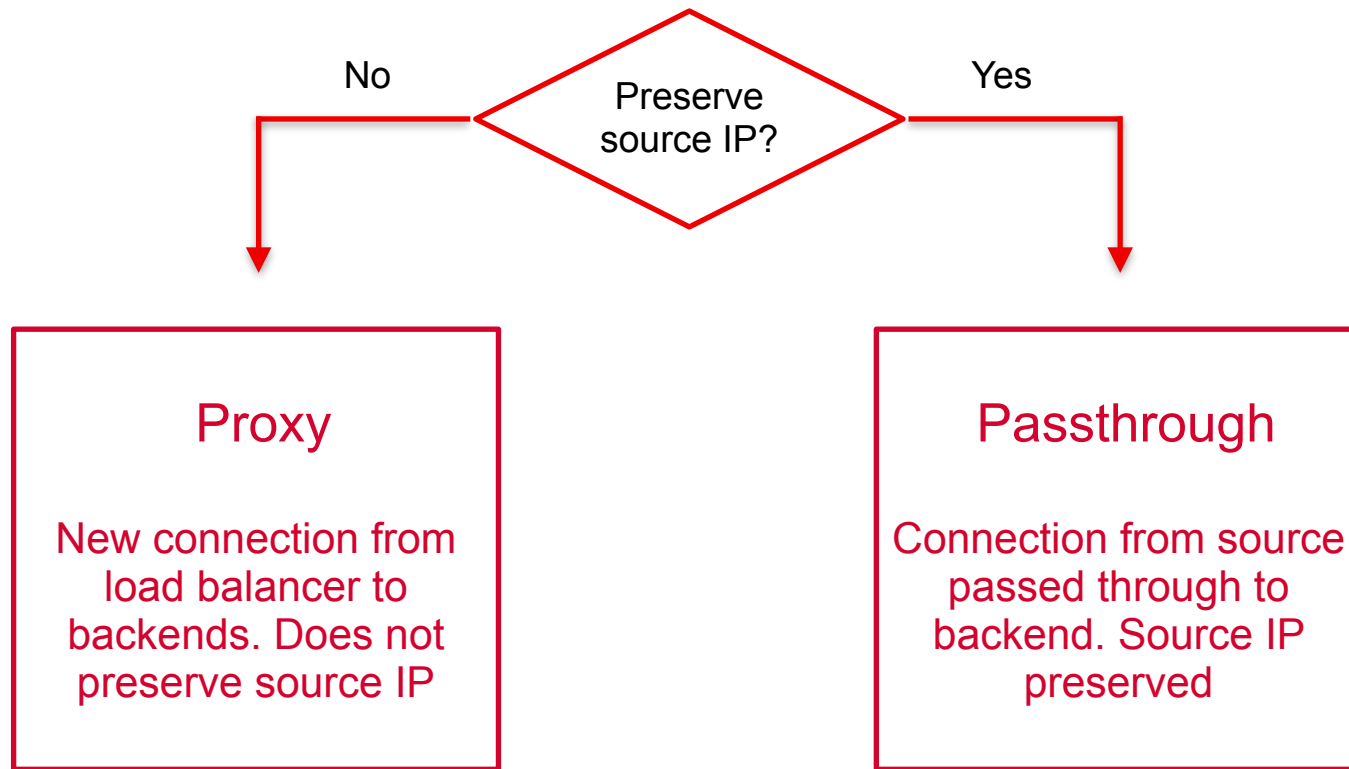 No
Preserve
source IP?
Yes
Proxy
New connection from
load balancer to
backends. Does not
preserve source IP
Passthrough
Connection from source
passed through to
backend. Source IP
preserved